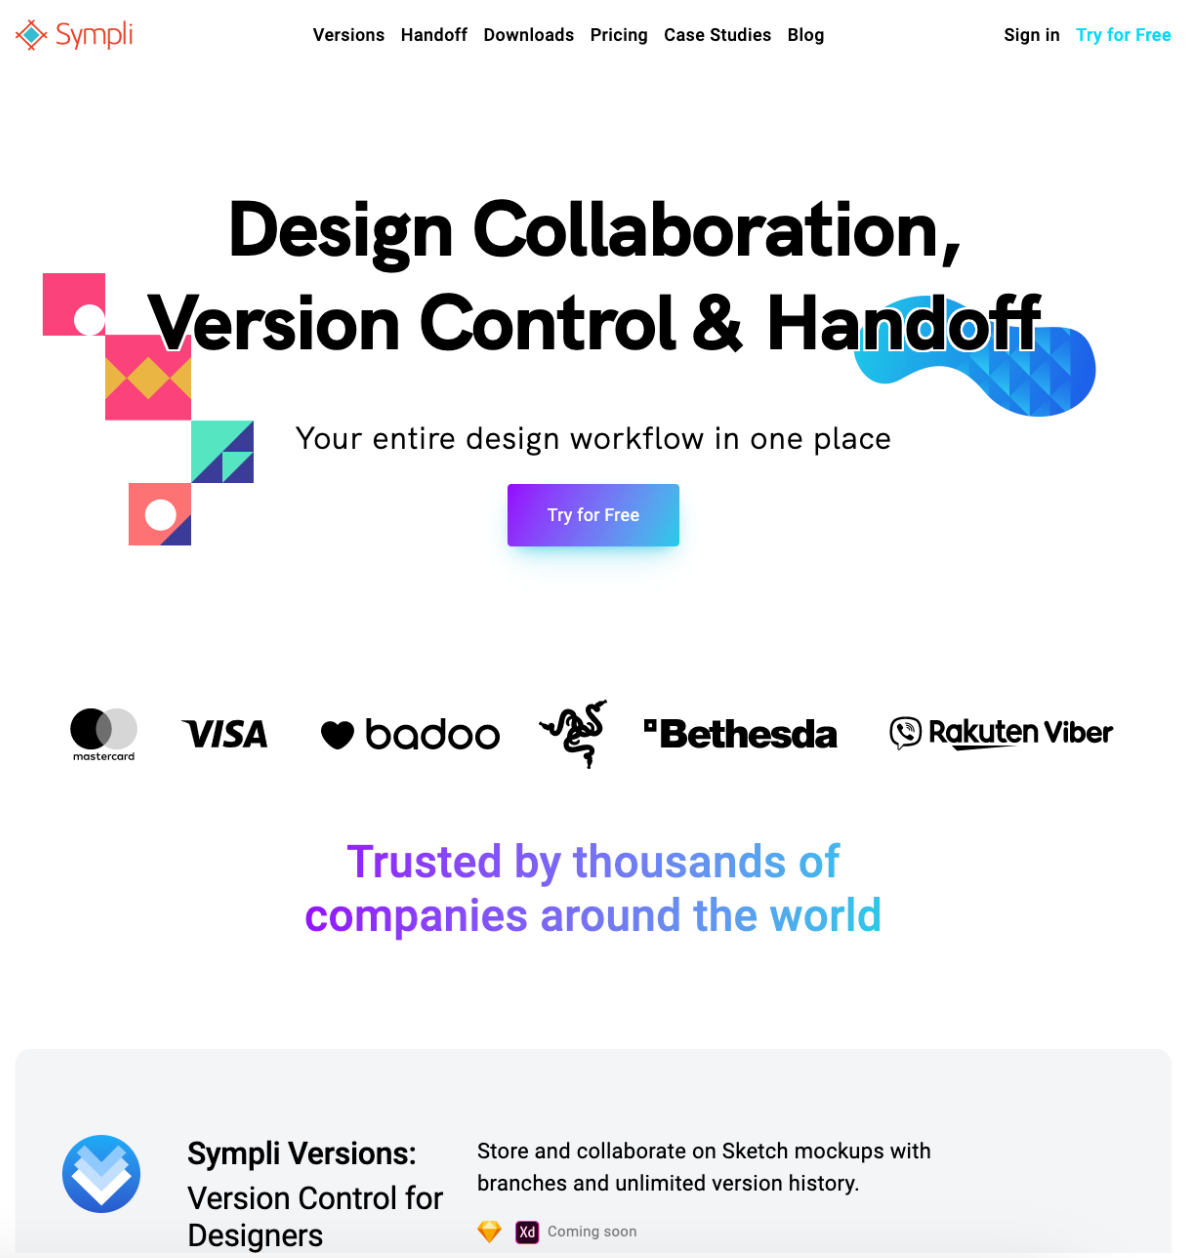 Sympli
Versions Handoff Downloads Pricing Case Studies Blog
Sign in Try for Free
Design Collaboration,
Version Control & Handoff
Your entire design workflow in one place
Try for Free
mastercard
VISA
badoo
Bethesda
Rakuten Viber
Trusted by thousands of
companies around the world
Sympli Versions:
Version Control for
Designers
Store and collaborate on Sketch mockups with
branches and unlimited version history.
Xd Coming soon